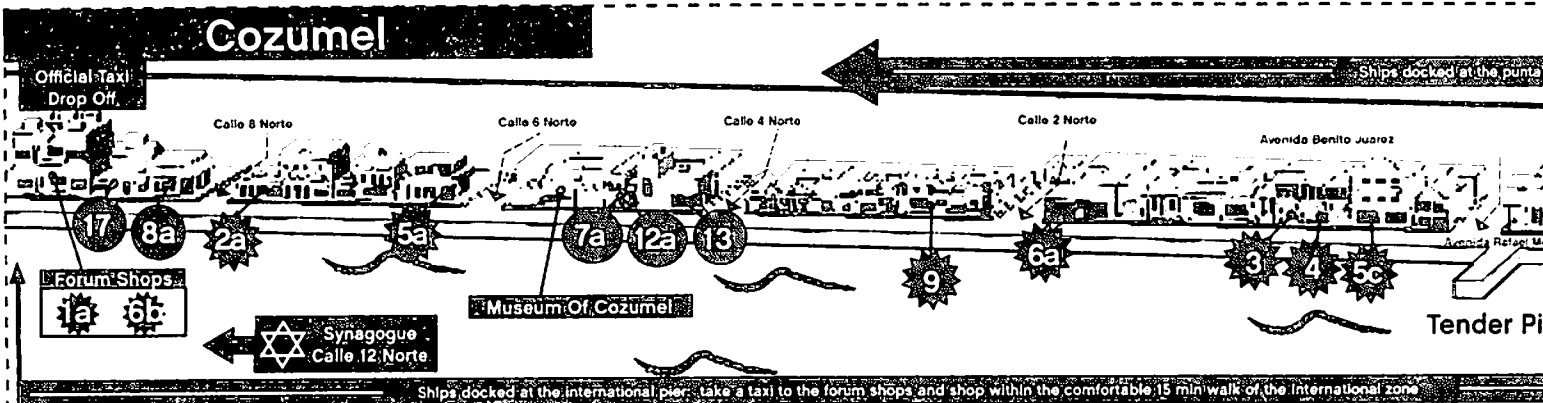 Cozumel
Official Taxi
Drop Off
Ships docked at the punta
Calle 8 Norte
Calle 6 Norte
Calle 4 Norte
Calle 2 Norte
Avenida Benito Juarez
17
8a
2a
5a
7a
12a
13
9
6a
3
4
5c
Avenida Rafael
Forum Shops
1a 6b
Museum Of Cozumel
Synagogue
Calle 12 Norte
Tender Pi
Ships docked at the international pier, take a taxi to the forum shops and shop within the comfortable 15 min walk of the international zone